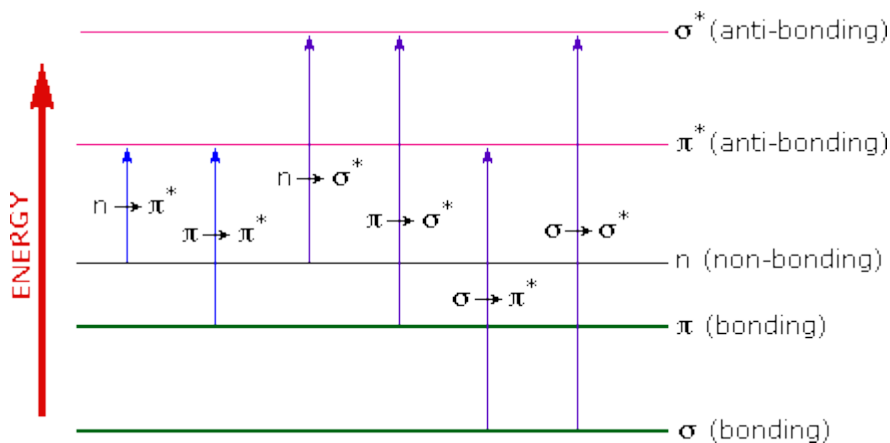 σ* (anti-bonding)
π* (anti-bonding)
n → σ*
n → π*
π → π*
π → σ*
σ → σ*
n (non-bonding)
σ → π*
π (bonding)
σ (bonding)
ENERGY